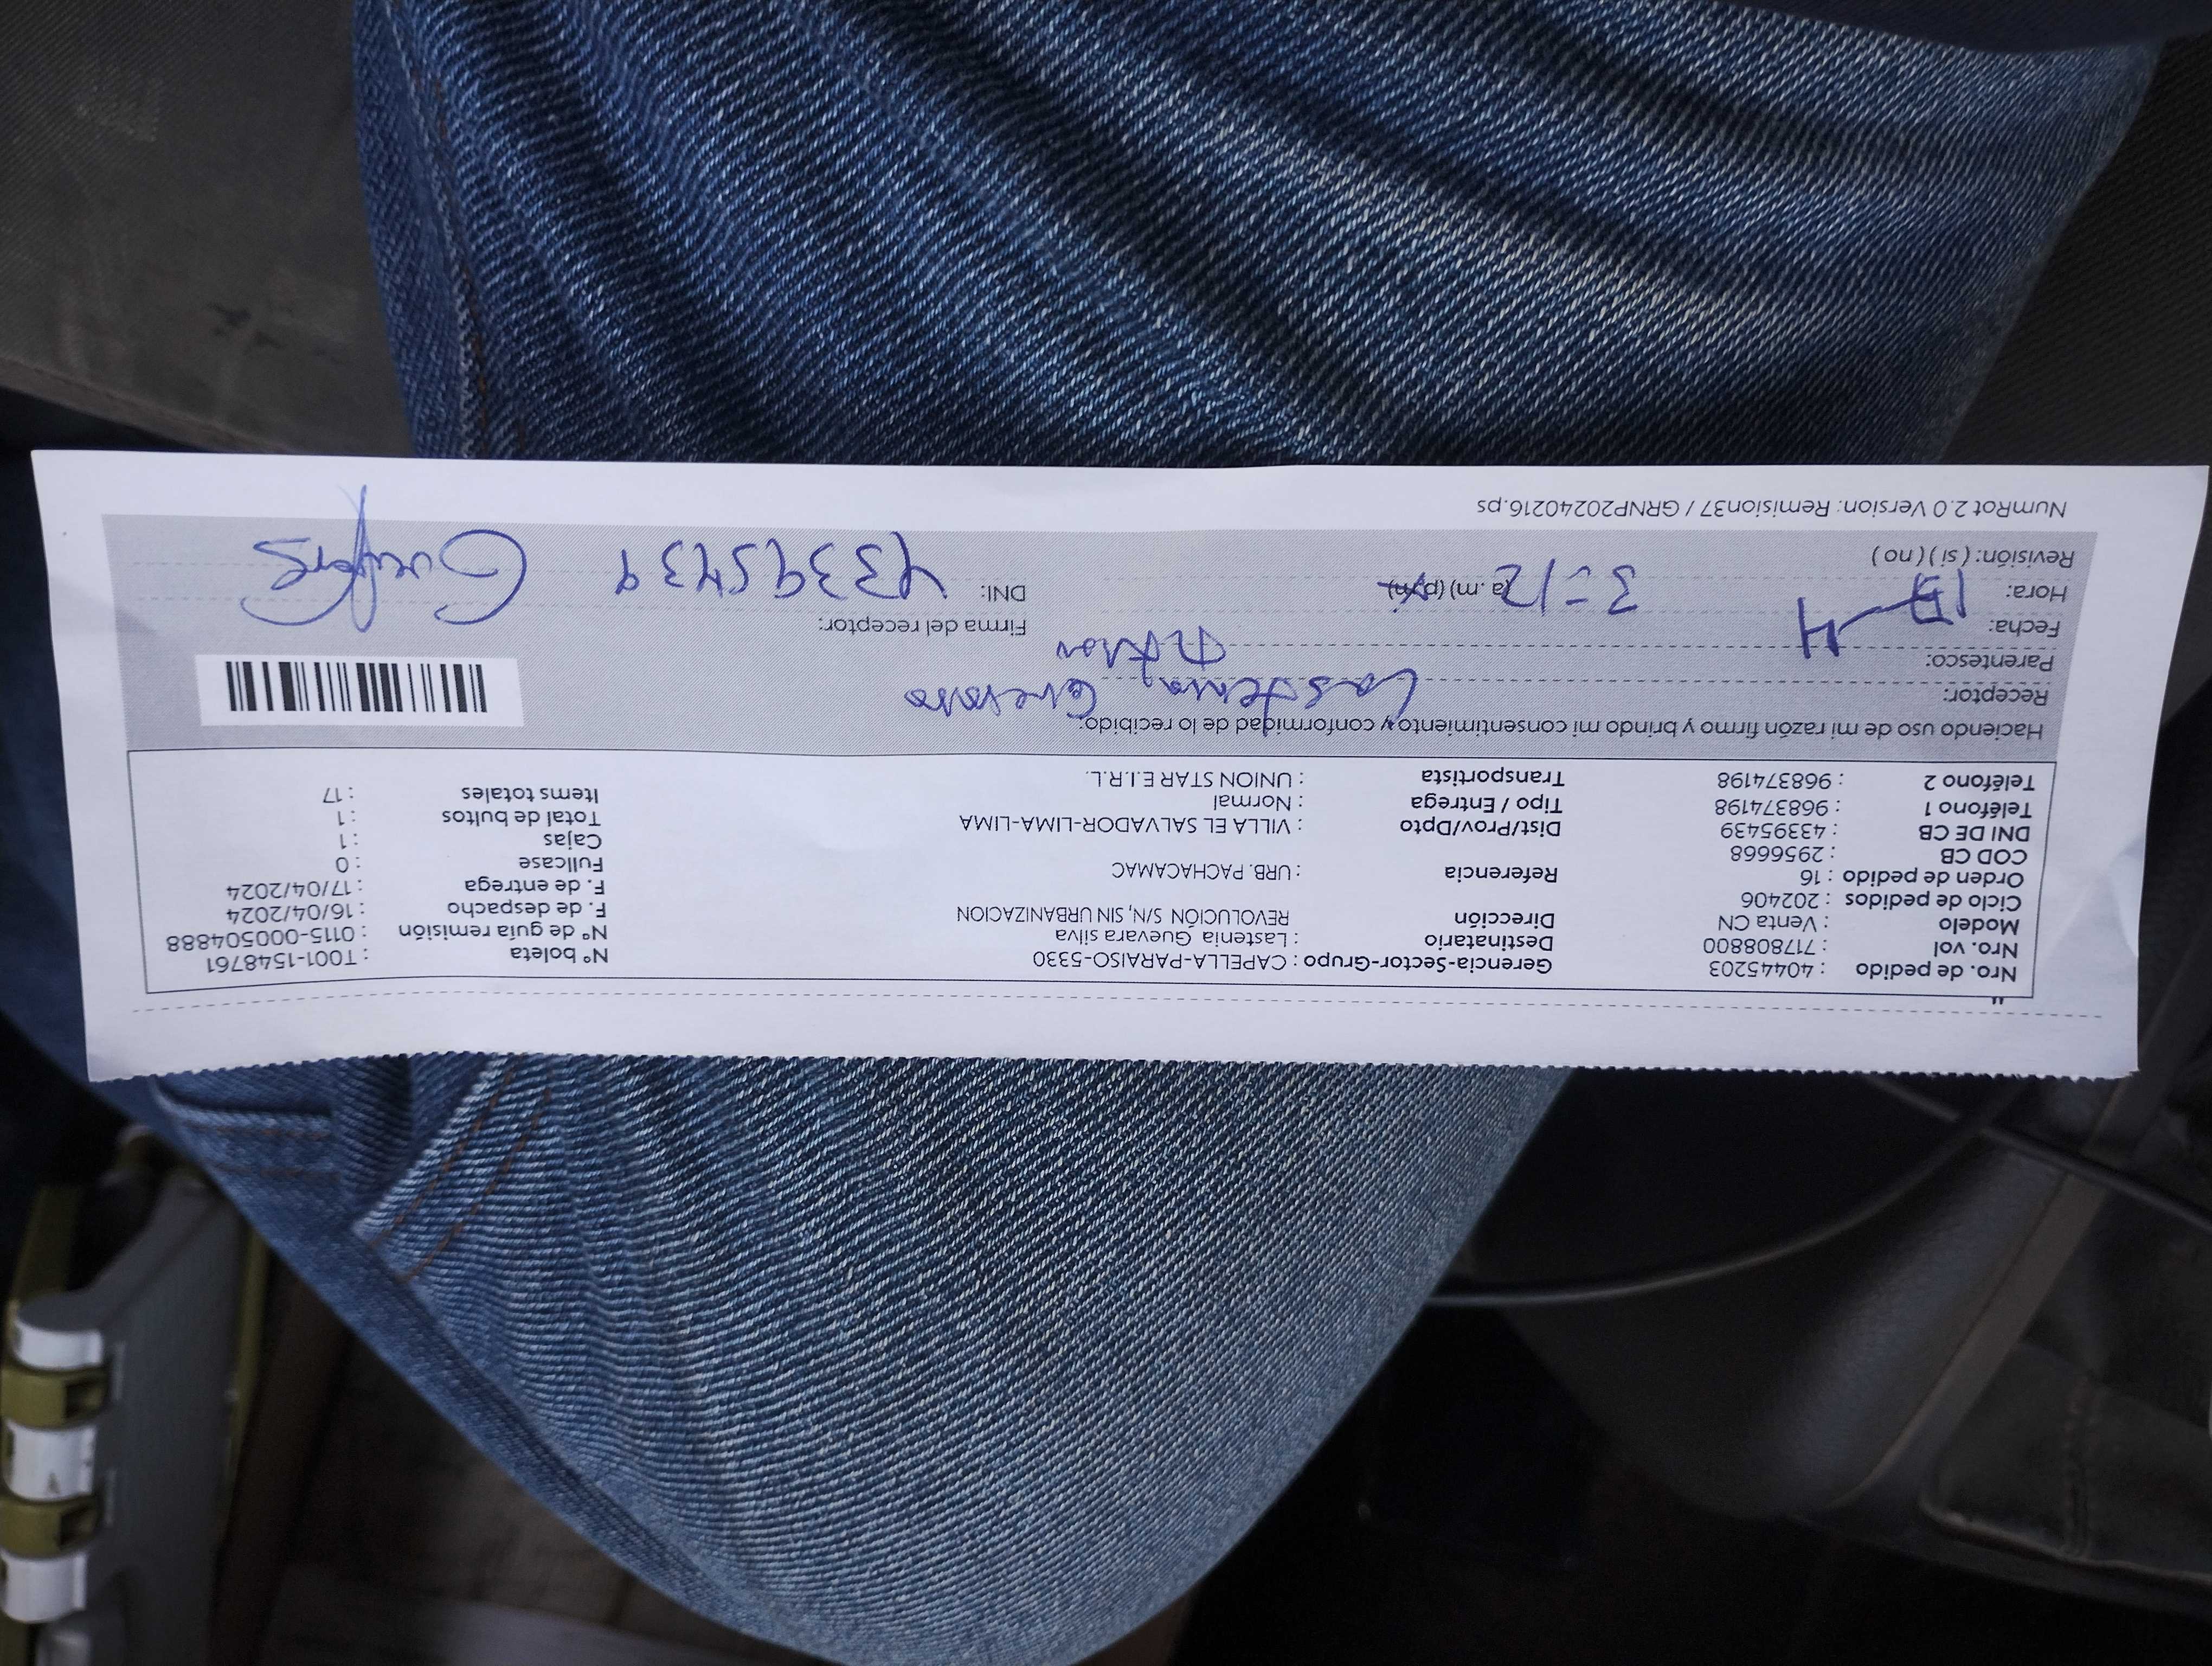 Nro. de pedido : 40445203 Gerencia-Sector-Grupo : CAPELLA-PARAISO-5330 N° boleta : T001-1548761
Nro. vol : 717808800 Destinatario : Lastenia Guevara silva N° de guía remisión : 0115-000504888
Modelo : Venta CN Dirección REVOLUCIÓN S/N, SIN URBANIZACION F. de despacho : 16/04/2024
Ciclo de pedidos : 202406 F. de entrega : 17/04/2024
Orden de pedido : 16 Referencia : URB. PACHACAMAC Fullcase : 0
COD CB : 2956668 Cajas : 1
DNI DE CB : 43395439 Dist/Prov/Dpto : VILLA EL SALVADOR-LIMA-LIMA Total de bultos : 1
Teléfono 1 : 968374198 Tipo / Entrega : Normal Items totales : 17
Teléfono 2 : 968374198 Transportista : UNION STAR E.I.R.L.
Haciendo uso de mi razón firmo y brindo mi consentimiento y conformidad de lo recibido:
Receptor: Lastenia
Parentesco:
Fecha: 17-4 Firma del receptor:
Hora: 3=12 (a.m) (p.m) DNI: 43395439
Revisión: ( si ) ( no )
NumRot 2.0 Version: Remision37 / GRNP20240216.ps